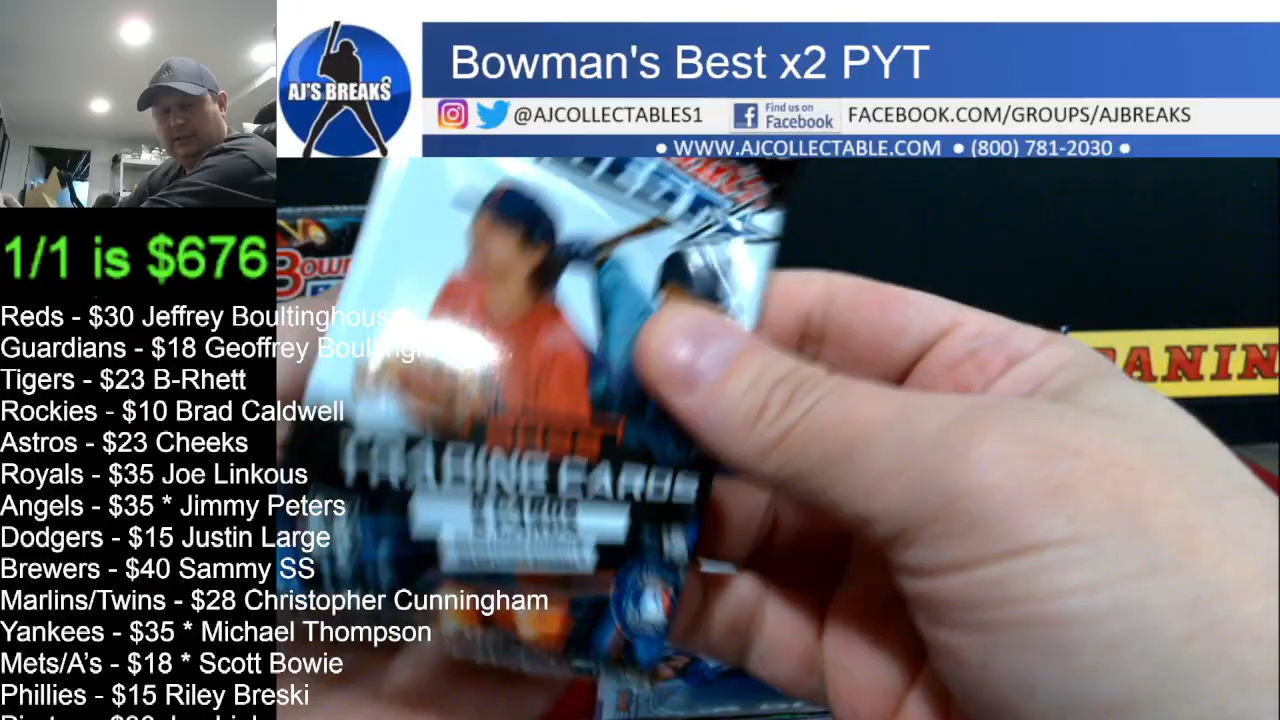 AJ'S BREAKS
Bowman's Best x2 PYT
@AJCOLLECTABLES1
Find us on
Facebook
FACEBOOK.COM/GROUPS/AJBREAKS
• WWW.AJCOLLECTABLE.COM • (800) 781-2030 •
1/1 is $676
Reds - $30 Jeffrey Boultinghous
Guardians - $18 Geoffrey
Tigers - $23 B-Rhett
Rockies - $10 Brad Caldwell
Astros - $23 Cheeks
Royals - $35 Joe Linkous
Angels - $35 * Jimmy Peters
Dodgers - $15 Justin Large
Brewers - $40 Sammy SS
Marlins/Twins - $28 Christopher Cunningham
Yankees - $35 * Michael Thompson
Mets/A's - $18 * Scott Bowie
Phillies - $15 Riley Breski
TRADING CARDS